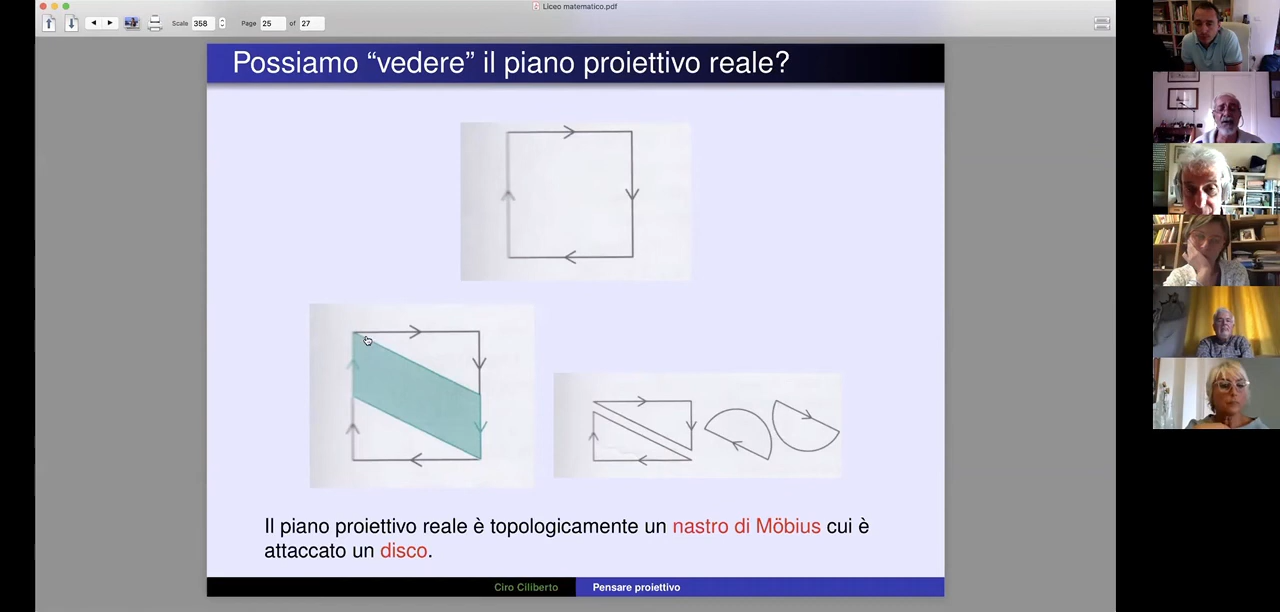 Liceo matematico.pdf
Scale 358 Page 25 of 27
Possiamo “vedere” il piano proiettivo reale?
Il piano proiettivo reale è topologicamente un nastro di Möbius cui è
attaccato un disco.
Ciro Ciliberto Pensare proiettivo